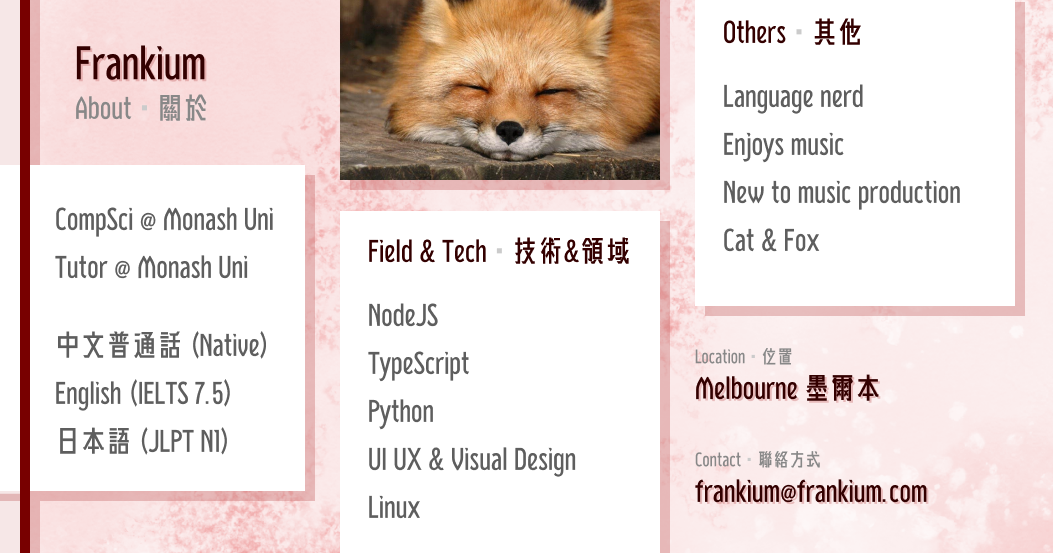 Frankium
About・關於
CompSci @ Monash Uni
Tutor @ Monash Uni
中文普通話 (Native)
English (IELTS 7.5)
日本語 (JLPT N1)
Field & Tech・技術&領域
NodeJS
TypeScript
Python
UI UX & Visual Design
Linux
Others・其他
Language nerd
Enjoys music
New to music production
Cat & Fox
Location・位置
Melbourne 墨爾本
Contact・聯絡方式
frankium@frankium.com